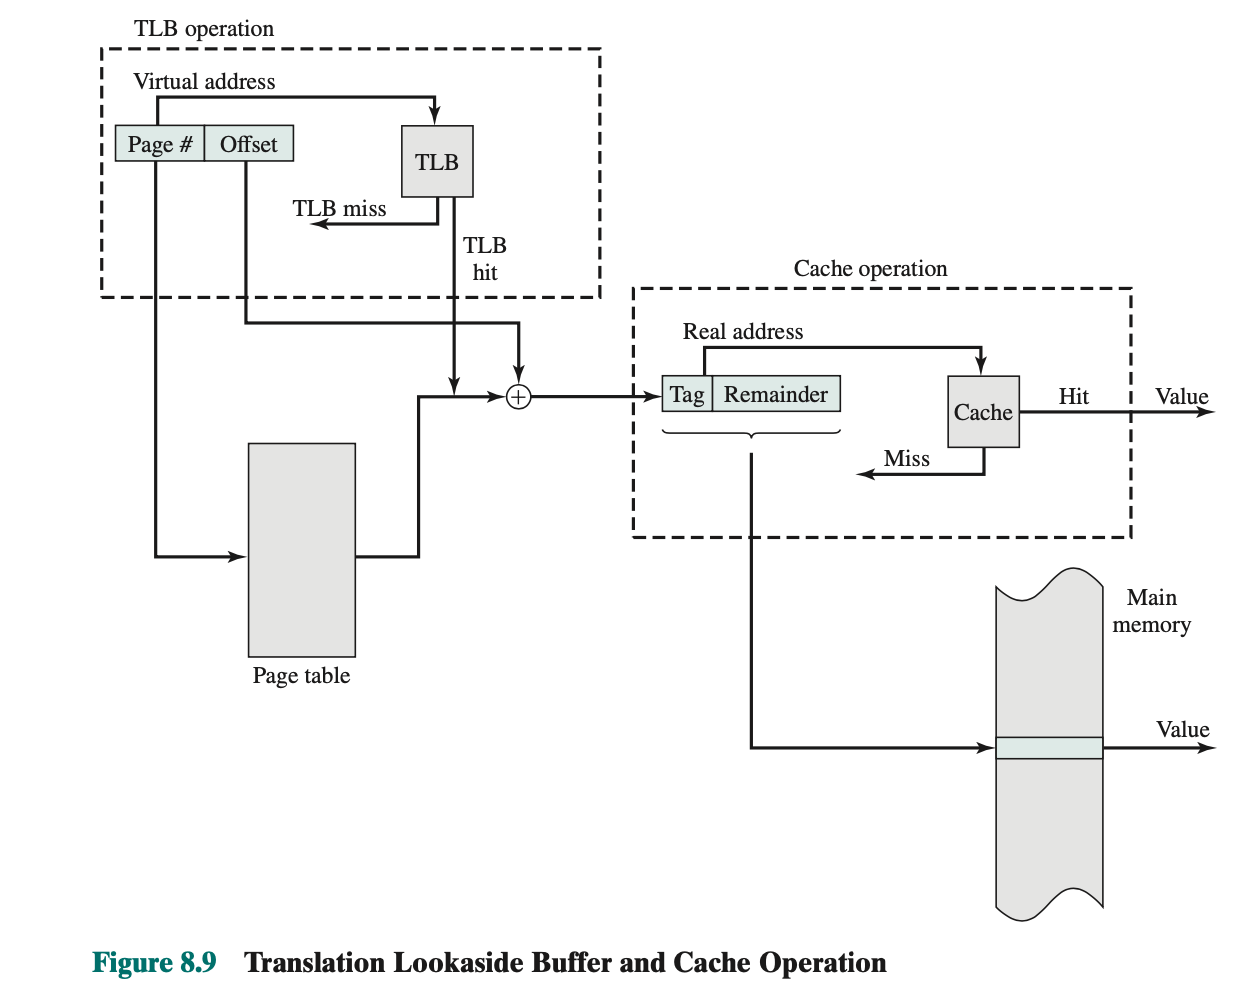 TLB operation
Virtual address
Page #
Offset
TLB
TLB miss
TLB
hit
Cache operation
Real address
Tag
Remainder
Cache
Hit
Value
Miss
+
Page table
Main
memory
Value
Figure 8.9 Translation Lookaside Buffer and Cache Operation